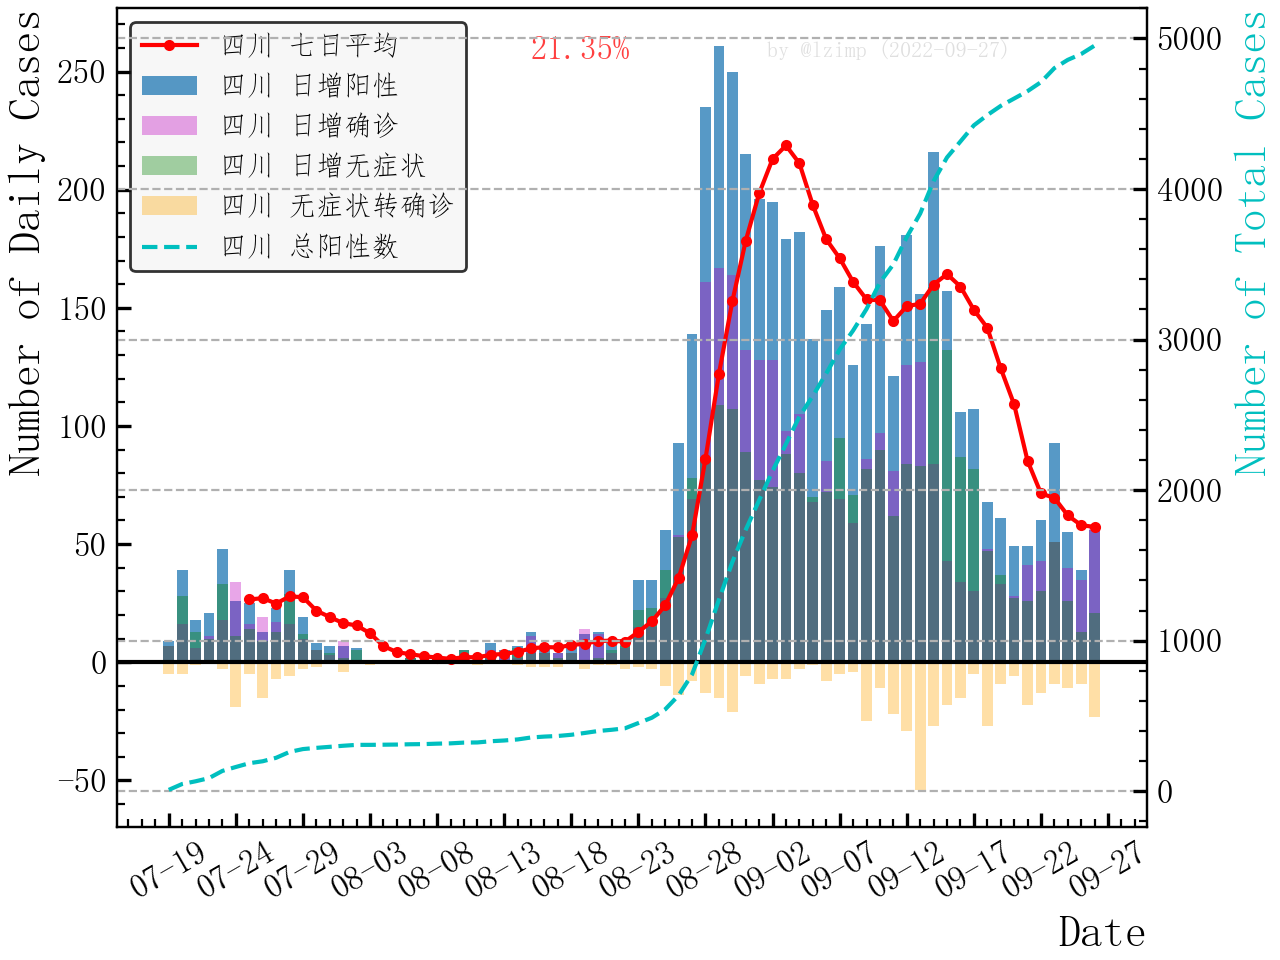 Number of Daily Cases
250
200
150
100
50
0
−50
四川 七日平均
四川 日增阳性
四川 日增确诊
四川 日增无症状
四川 无症状转确诊
四川 总阳性数
21.35%
by @lzimp (2022-09-27)
5000
4000
3000
2000
1000
0
Number of Total Cases
07-19
07-24
07-29
08-03
08-08
08-13
08-18
08-23
08-28
09-02
09-07
09-12
09-17
09-22
09-27
Date